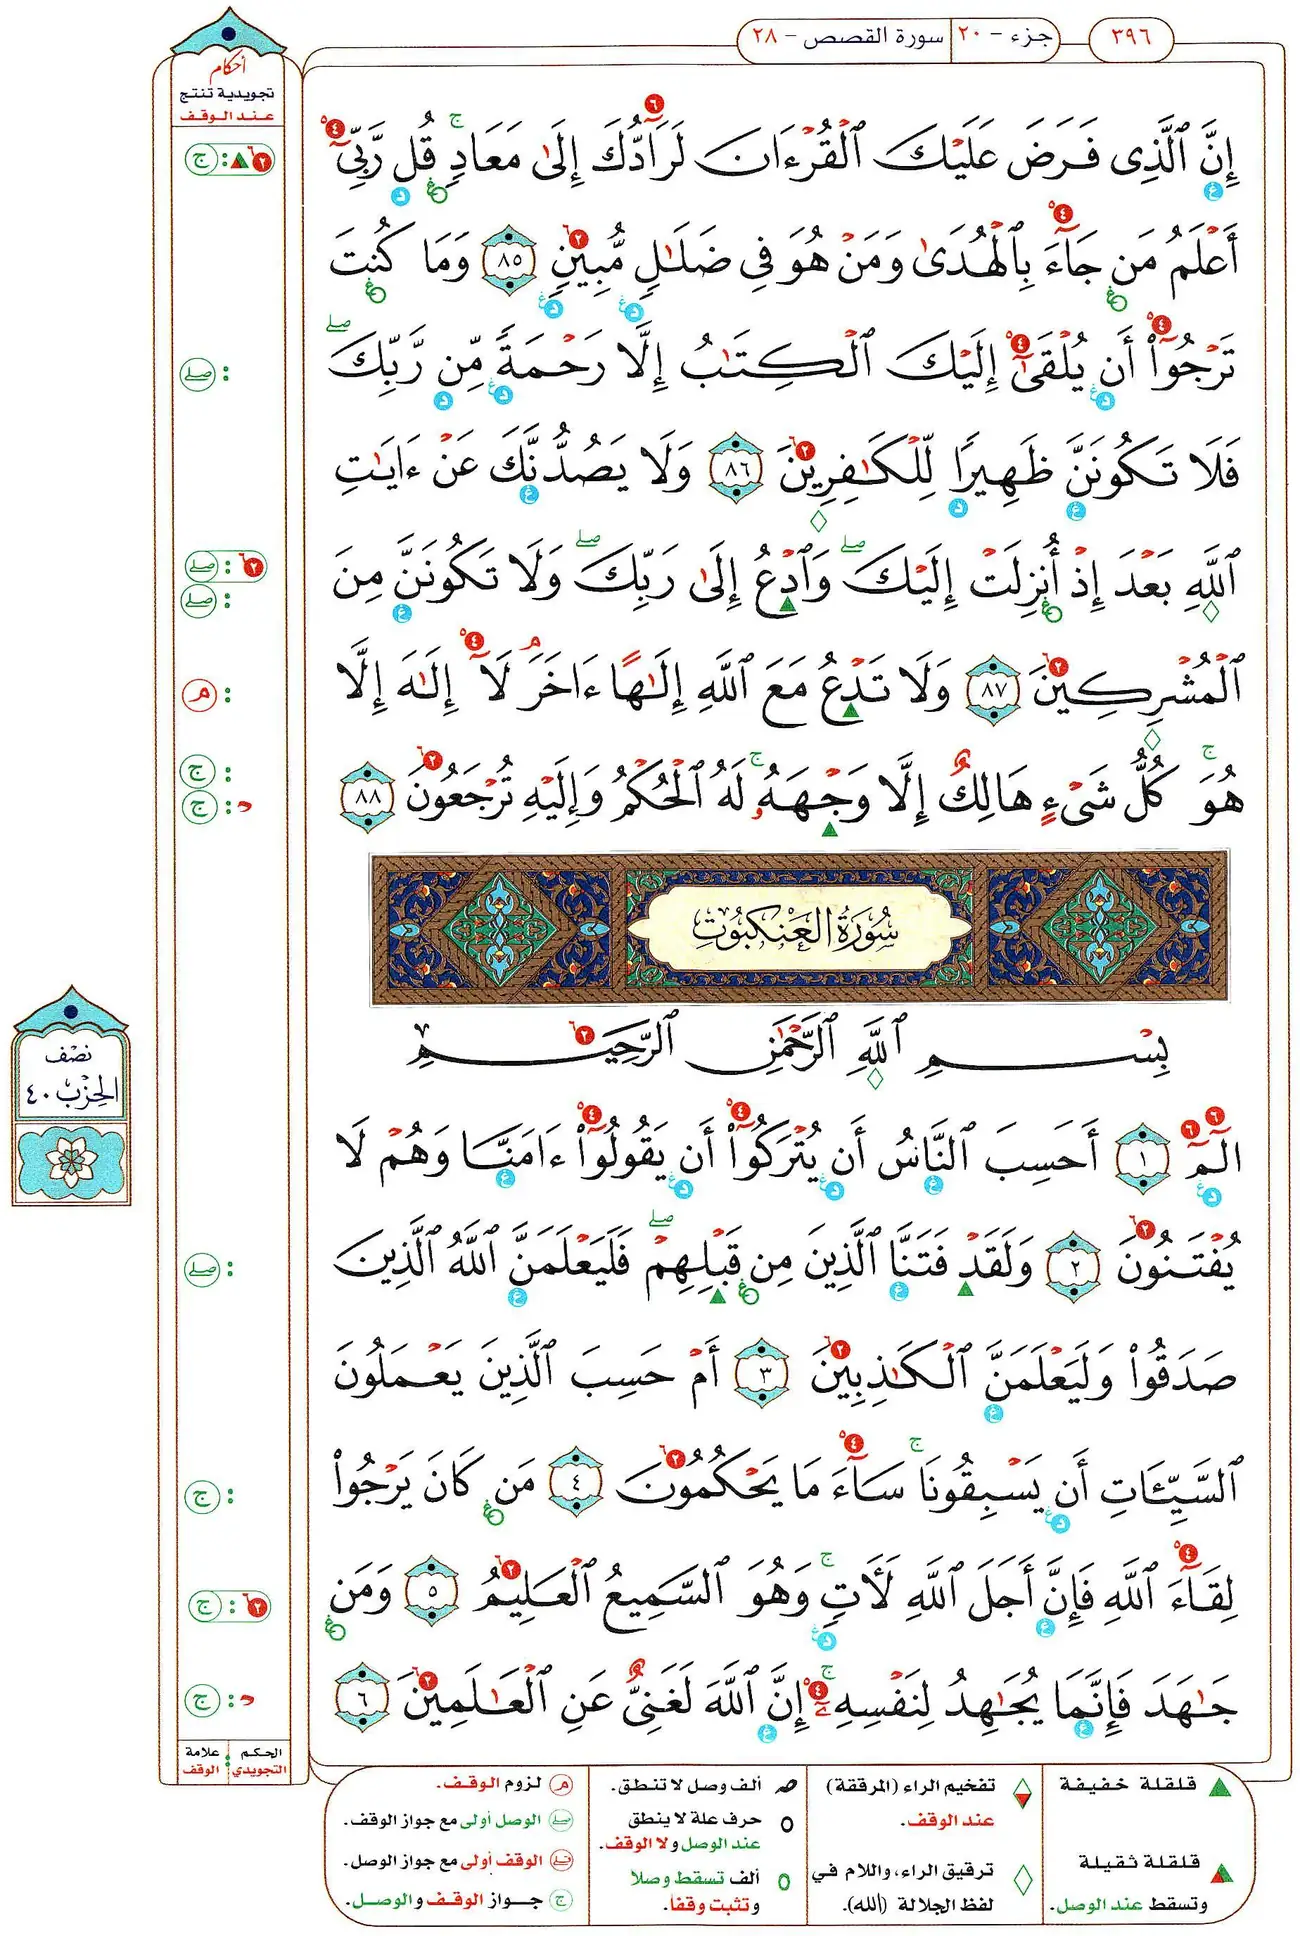 ٣٩٦
جزء - ٢٠ سورة القصص - ٢٨
أحكام
تجويدية تنتج
عند الوقف
إِنَّ ٱلَّذِى فَرَضَ عَلَيْكَ ٱلْقُرْءَانَ لَرَآدُّكَ إِلَىٰ مَعَادٍ ۚ قُل رَّبِّىٓ
أَعْلَمُ مَن جَآءَ بِٱلْهُدَىٰ وَمَنْ هُوَ فِى ضَلَـٰلٍ مُّبِينٍ ٨٥ وَمَا كُنتَ
تَرْجُوٓا۟ أَن يُلْقَىٰٓ إِلَيْكَ ٱلْكِتَـٰبُ إِلَّا رَحْمَةً مِّن رَّبِّكَ ۖ
فَلَا تَكُونَنَّ ظَهِيرًا لِّلْكَـٰفِرِينَ ٨٦ وَلَا يَصُدُّنَّكَ عَنْ ءَايَـٰتِ
ٱللَّهِ بَعْدَ إِذْ أُنزِلَتْ إِلَيْكَ ۖ وَٱدْعُ إِلَىٰ رَبِّكَ ۖ وَلَا تَكُونَنَّ مِنَ
ٱلْمُشْرِكِينَ ٨٧ وَلَا تَدْعُ مَعَ ٱللَّهِ إِلَـٰهًا ءَاخَرَ ۘ لَآ إِلَـٰهَ إِلَّا
هُوَ ۚ كُلُّ شَىْءٍ هَالِكٌ إِلَّا وَجْهَهُۥ ۚ لَهُ ٱلْحُكْمُ وَإِلَيْهِ تُرْجَعُونَ ٨٨
سُورَةُ العَنْكَبُوتِ
بِسْمِ ٱللَّهِ ٱلرَّحْمَـٰنِ ٱلرَّحِيمِ
نصف
الحزب ٤٠
الٓمٓ ١ أَحَسِبَ ٱلنَّاسُ أَن يُتْرَكُوٓا۟ أَن يَقُولُوٓا۟ ءَامَنَّا وَهُمْ لَا
يُفْتَنُونَ ٢ وَلَقَدْ فَتَنَّا ٱلَّذِينَ مِن قَبْلِهِمْ ۖ فَلَيَعْلَمَنَّ ٱللَّهُ ٱلَّذِينَ
صَدَقُوا۟ وَلَيَعْلَمَنَّ ٱلْكَـٰذِبِينَ ٣ أَمْ حَسِبَ ٱلَّذِينَ يَعْمَلُونَ
ٱلسَّيِّـَٔاتِ أَن يَسْبِقُونَا ۚ سَآءَ مَا يَحْكُمُونَ ٤ مَن كَانَ يَرْجُوا۟
لِقَآءَ ٱللَّهِ فَإِنَّ أَجَلَ ٱللَّهِ لَـَٔاتٍ ۚ وَهُوَ ٱلسَّمِيعُ ٱلْعَلِيمُ ٥ وَمَن
جَـٰهَدَ فَإِنَّمَا يُجَـٰهِدُ لِنَفْسِهِۦٓ ۚ إِنَّ ٱللَّهَ لَغَنِىٌّ عَنِ ٱلْعَـٰلَمِينَ ٦
الحكم التجويدي
علامة الوقف
قلقلة خفيفة
قلقلة ثقيلة
وتسقط عند الوصل.
تفخيم الراء (المرققة)
عند الوقف.
ترقيق الراء، واللام في
لفظ الجلالة (الله).
ألف وصل لا تنطق.
حرف علة لا ينطق
عند الوصل ولا الوقف.
ألف تسقط وصلاً
وتثبت وقفاً.
لزوم الوقف.
الوصل أولى مع جواز الوقف.
الوقف أولى مع جواز الوصل.
جواز الوقف والوصل.